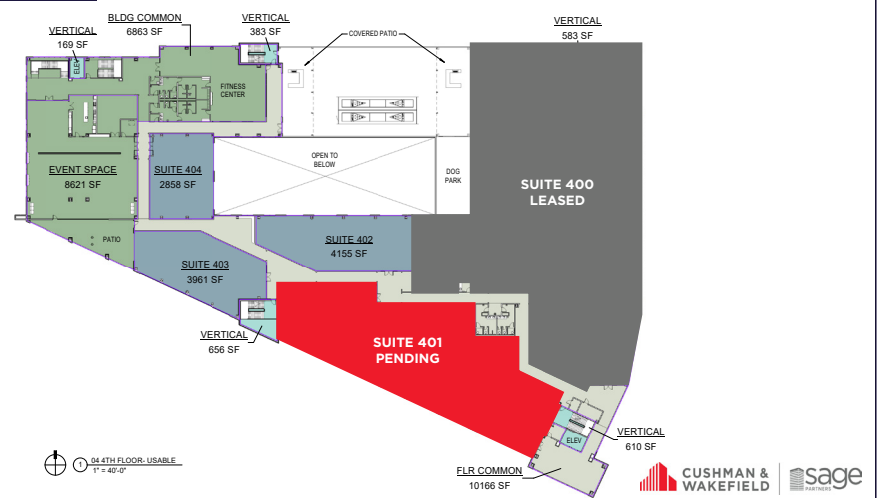 VERTICAL
169 SF
BLDG COMMON
6863 SF
VERTICAL
383 SF
COVERED PATIO
VERTICAL
583 SF
ELEV
FITNESS
CENTER
EVENT SPACE
8621 SF
SUITE 404
2858 SF
OPEN TO
BELOW
DOG
PARK
SUITE 400
LEASED
PATIO
SUITE 402
4155 SF
SUITE 403
3961 SF
VERTICAL
656 SF
SUITE 401
PENDING
ELEV
VERTICAL
610 SF
FLR COMMON
10166 SF
1
04 4TH FLOOR- USABLE
1" = 40'-0"
CUSHMAN &
WAKEFIELD
sage
PARTNERS